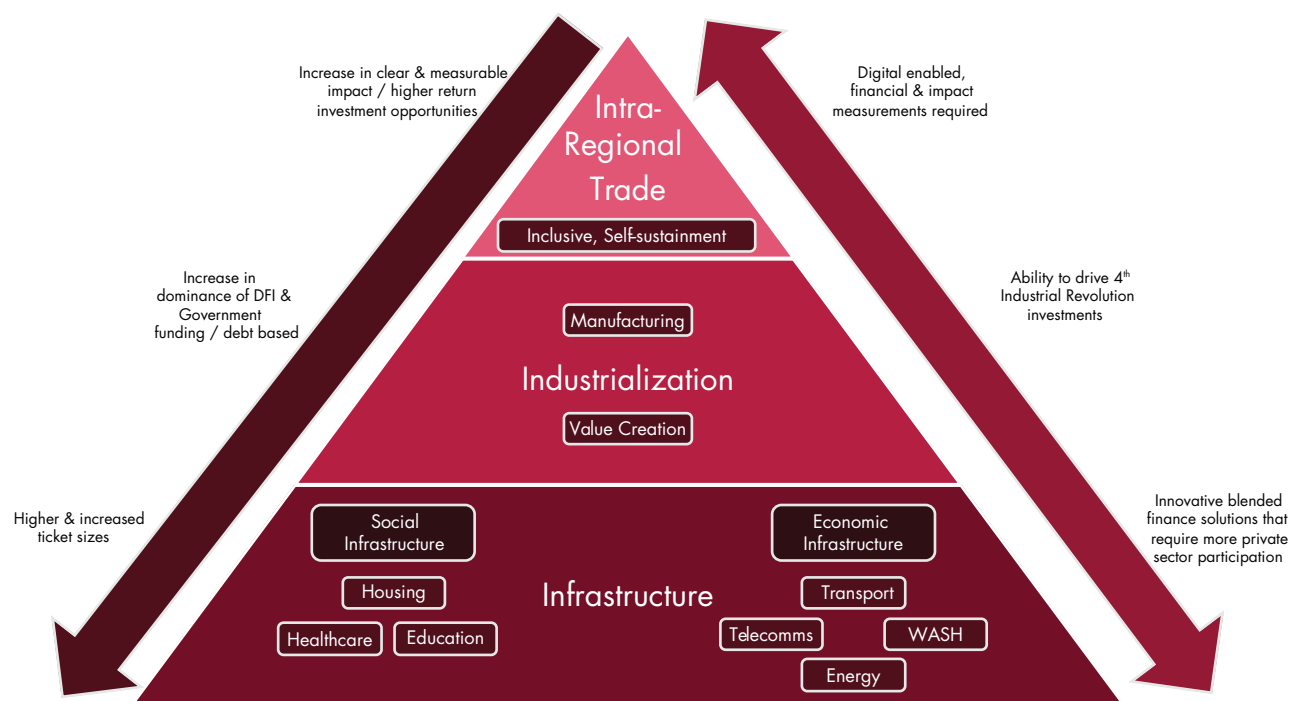 Increase in clear & measurable
impact / higher return
investment opportunities
Increase in
dominance of DFI &
Government
funding / debt based
Higher & increased
ticket sizes
Intra-
Regional
Trade
Inclusive, Self-sustainment
Manufacturing
Industrialization
Value Creation
Social
Infrastructure
Housing
Healthcare
Education
Infrastructure
Economic
Infrastructure
Transport
Telecomms
WASH
Energy
Digital enabled,
financial & impact
measurements required
Ability to drive 4th
Industrial Revolution
investments
Innovative blended
finance solutions that
require more private
sector participation